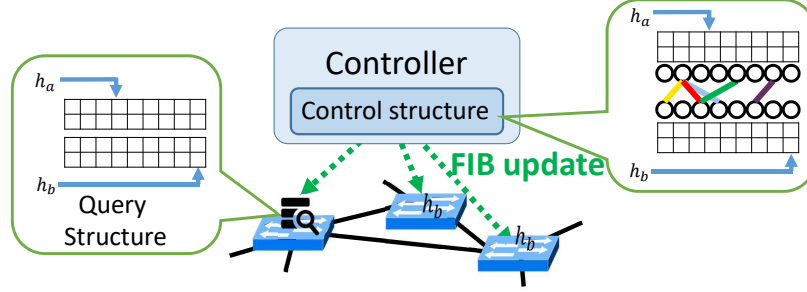 h_a
h_b
Query
Structure
Controller
Control structure
FIB update
h_b
h_b
h_a
h_b